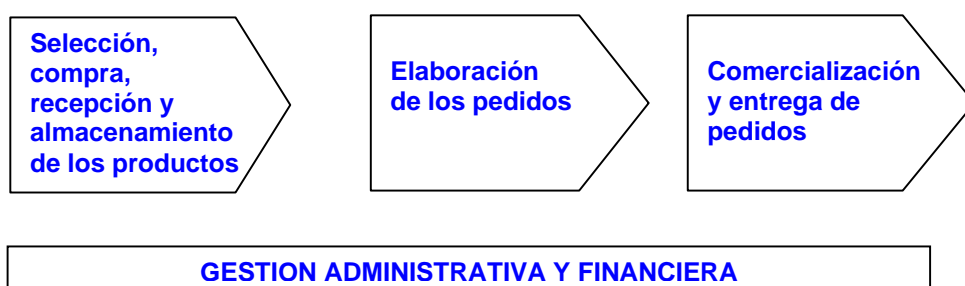 Selección,
compra,
recepción y
almacenamiento
de los productos
Elaboración
de los pedidos
Comercialización
y entrega de
pedidos
GESTION ADMINISTRATIVA Y FINANCIERA